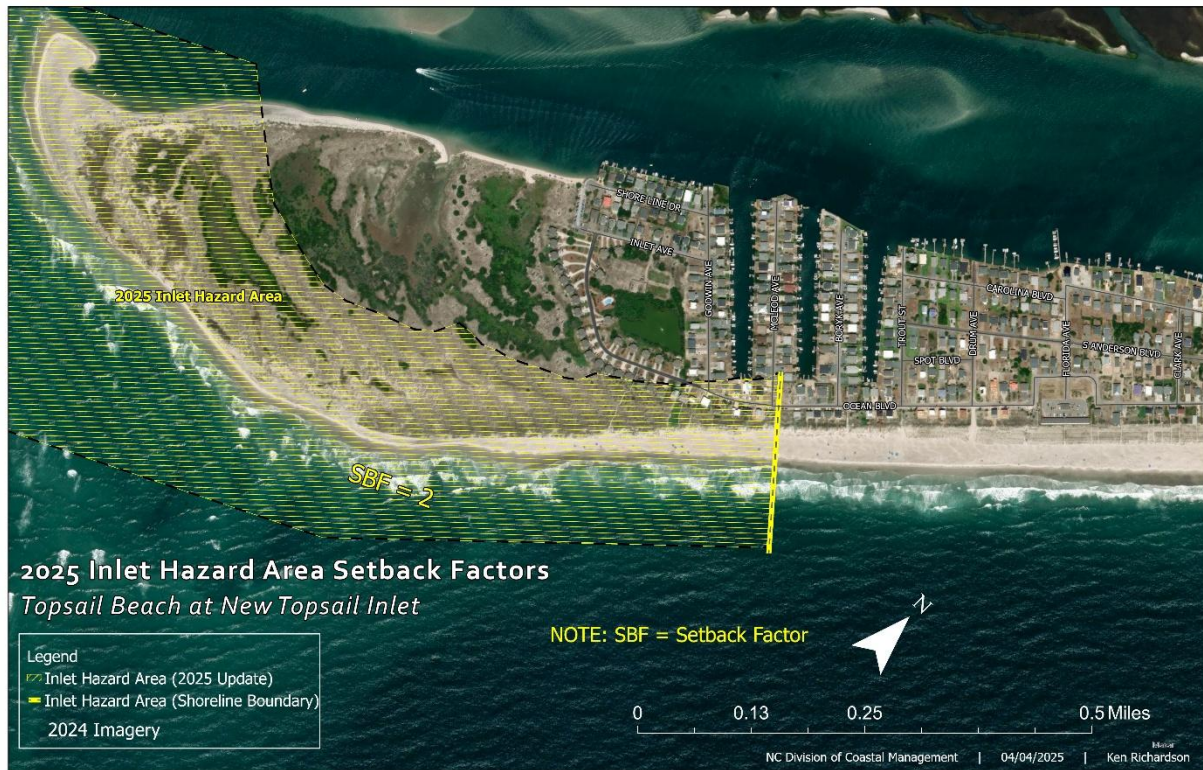 SHORE LINE DR
INLET AVE
GODWIN AVE
MCLEOD AVE
BORYK AVE
TROUT ST
CAROLINA BLVD
DRUM AVE
SPOT BLVD
FLORIDA AVE
S ANDERSON BLVD
CLARK AVE
OCEAN BLVD
2025 Inlet Hazard Area
SBF = 2
2025 Inlet Hazard Area Setback Factors
Topsail Beach at New Topsail Inlet
NOTE: SBF = Setback Factor
N
Legend
Inlet Hazard Area (2025 Update)
Inlet Hazard Area (Shoreline Boundary)
2024 Imagery
0 0.13 0.25 0.5 Miles
Maxar
NC Division of Coastal Management | 04/04/2025 | Ken Richardson